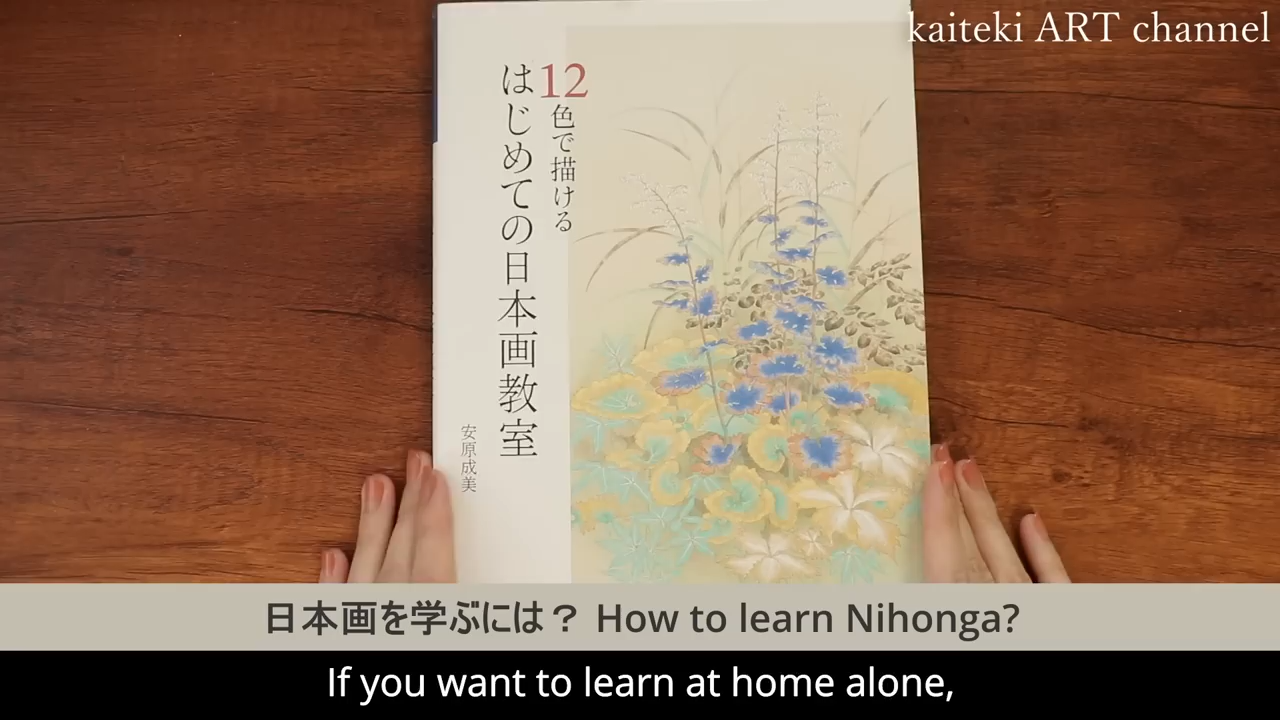 kaiteki ART channel
12色で描ける
はじめての日本画教室
安原成美
日本画を学ぶには？ How to learn Nihonga?
If you want to learn at home alone,